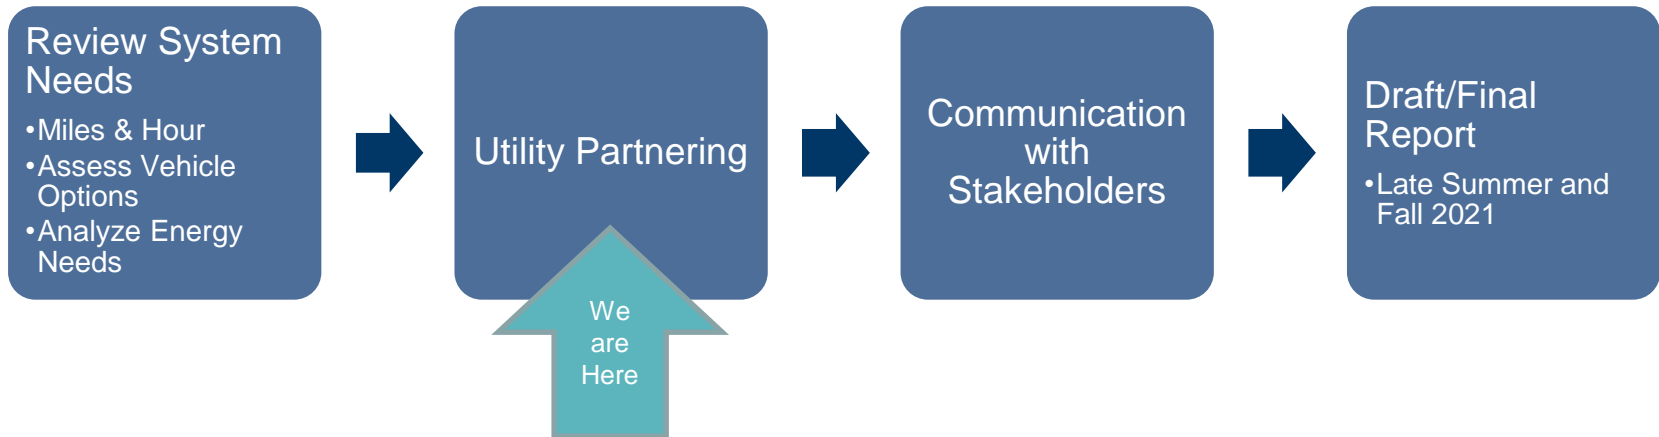 Review System
Needs
•Miles & Hour
•Assess Vehicle
Options
•Analyze Energy
Needs
Utility Partnering
We
are
Here
Communication
with
Stakeholders
Draft/Final
Report
•Late Summer and
Fall 2021